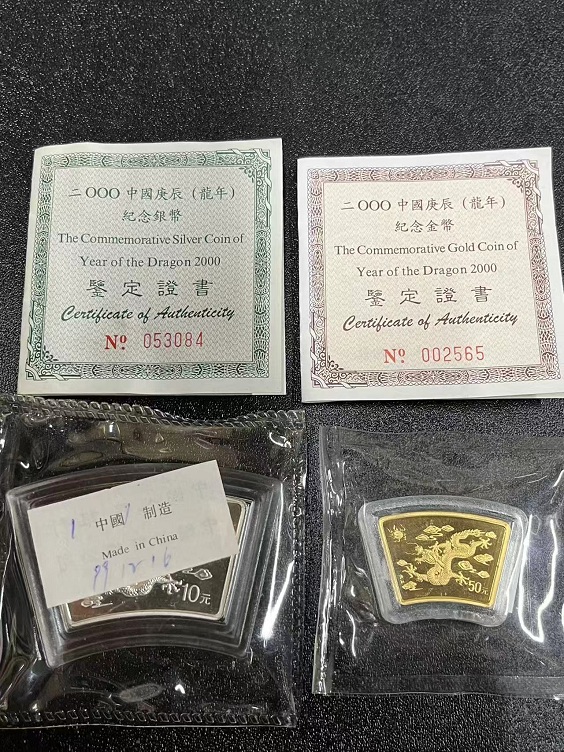 二OOO 中國庚辰（龍年）
紀念銀幣
The Commemorative Silver Coin of
Year of the Dragon 2000
鑒定證書
Certificate of Authenticity
Nº 053084
二OOO 中國庚辰（龍年）
紀念金幣
The Commemorative Gold Coin of
Year of the Dragon 2000
鑒定證書
Certificate of Authenticity
Nº 002565
中國 制造
Made in China
99 12 16
10元
50元